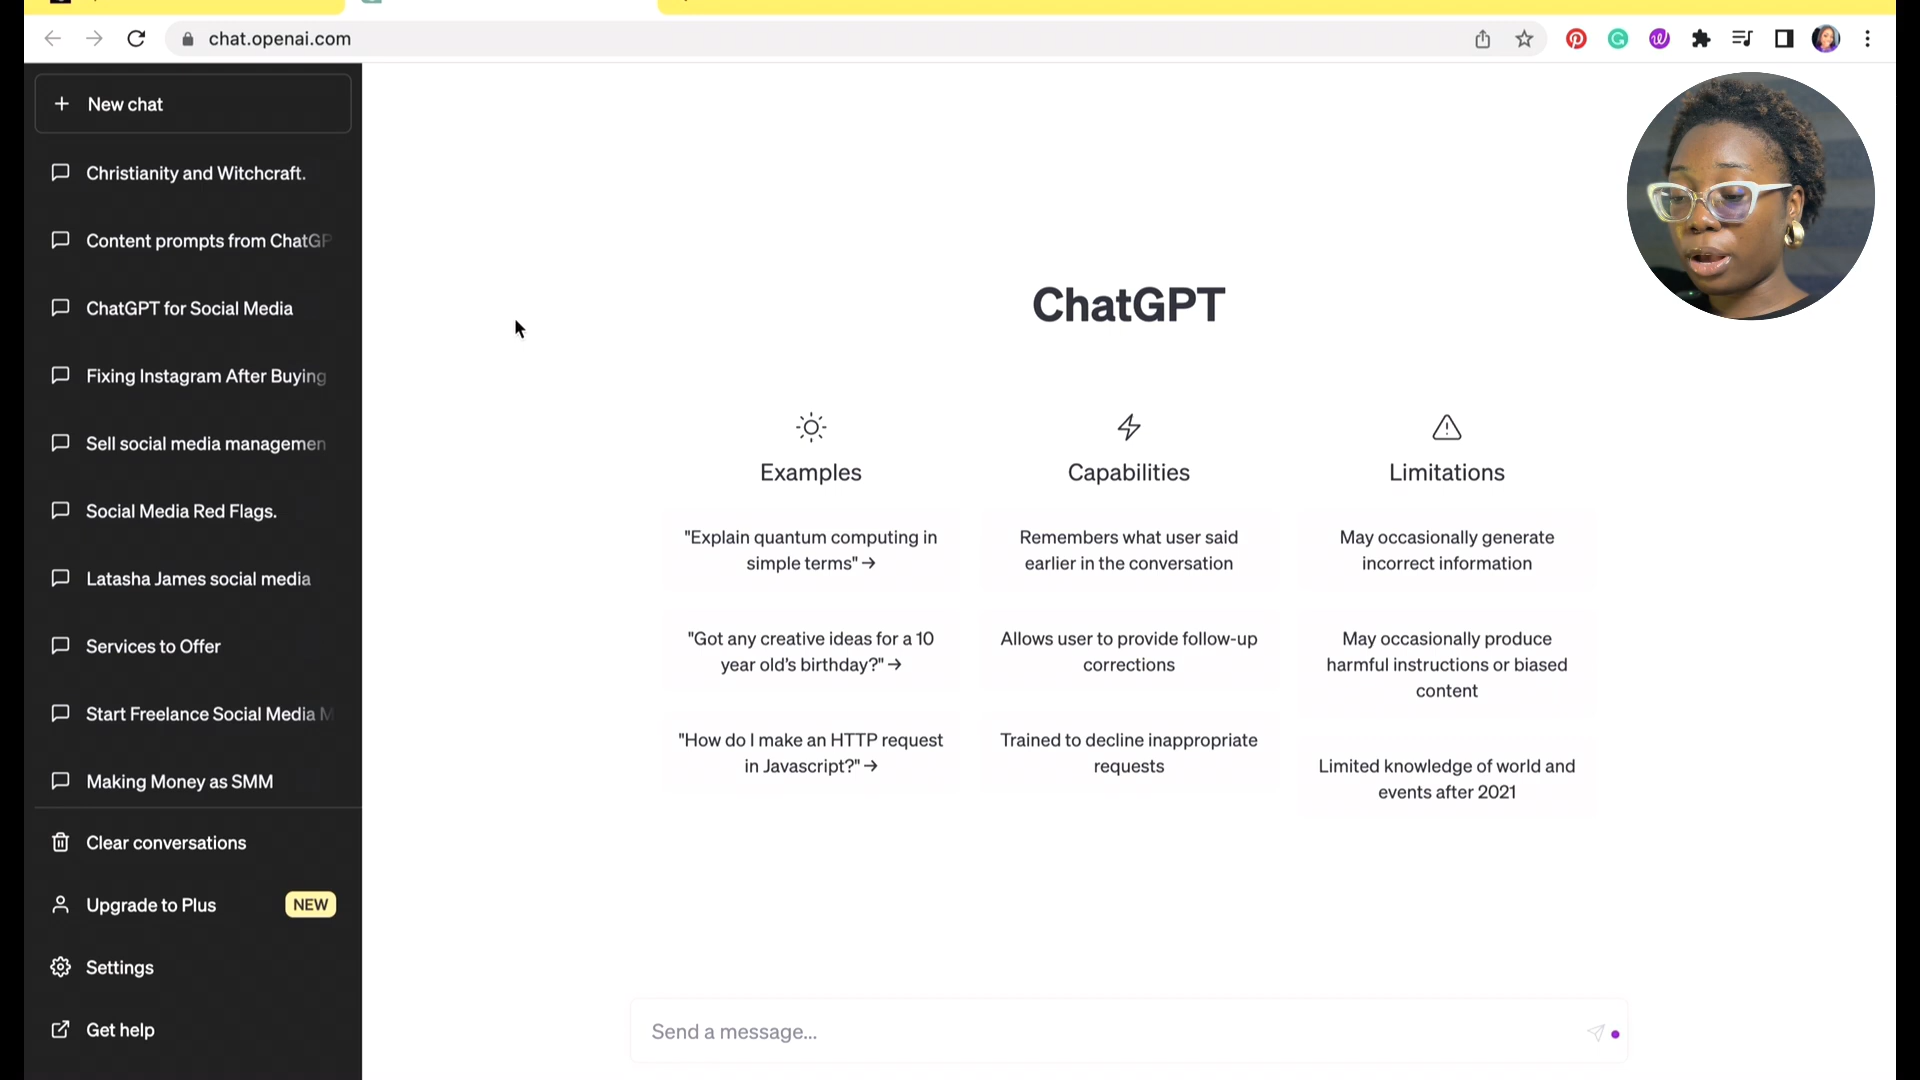 chat.openai.com
New chat
Christianity and Witchcraft.
Content prompts from ChatGP
ChatGPT for Social Media
Fixing Instagram After Buying
Sell social media managemen
Social Media Red Flags.
Latasha James social media
Services to Offer
Start Freelance Social Media M
Making Money as SMM
Clear conversations
Upgrade to Plus
NEW
Settings
Get help
ChatGPT
Examples
"Explain quantum computing in
simple terms" →
"Got any creative ideas for a 10
year old's birthday?" →
"How do I make an HTTP request
in Javascript?" →
Capabilities
Remembers what user said
earlier in the conversation
Allows user to provide follow-up
corrections
Trained to decline inappropriate
requests
Limitations
May occasionally generate
incorrect information
May occasionally produce
harmful instructions or biased
content
Limited knowledge of world and
events after 2021
Send a message...